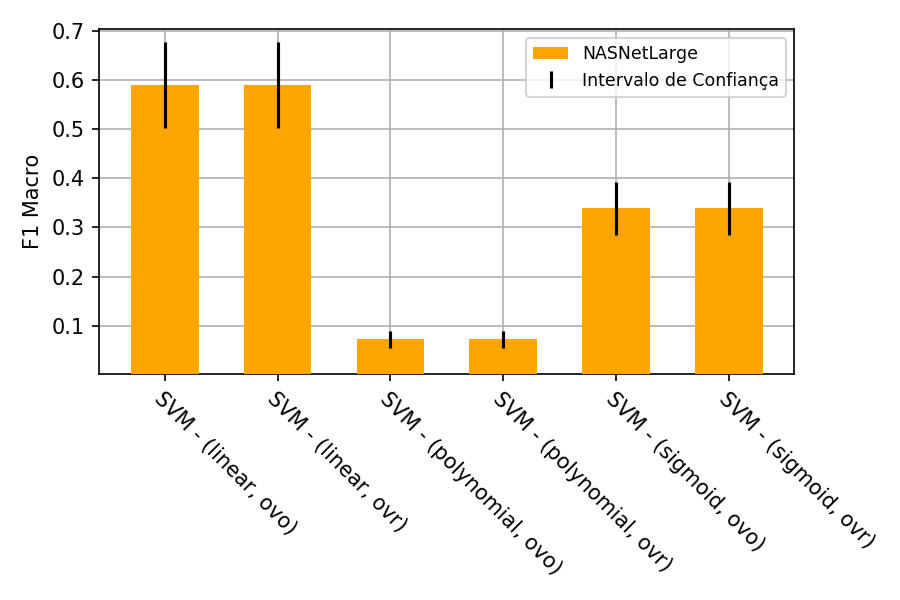 0.7
0.6
0.5
0.4
0.3
0.2
0.1
F1 Macro
NASNetLarge
Intervalo de Confiança
SVM - (linear, ovo)
SVM - (linear, ovr)
SVM - (polynomial, ovo)
SVM - (polynomial, ovr)
SVM - (sigmoid, ovo)
SVM - (sigmoid, ovr)